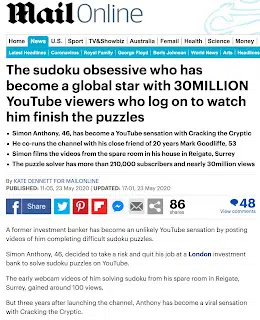 Mail Online
Home News U.S. Sport TV&Showbiz Australia Femail Health Science Money
Latest Headlines Coronavirus Royal Family George Floyd Boris Johnson World News Arts Headlines
The sudoku obsessive who has
become a global star with 30MILLION
YouTube viewers who log on to watch
him finish the puzzles
• Simon Anthony, 46, has become a YouTube sensation with Cracking the Cryptic
• He co-runs the channel with his close friend of 20 years Mark Goodliffe, 53
• Simon films the videos from the spare room in his house in Reigate, Surrey
• The puzzle solver has more than 210,000 subscribers and nearly 30million views
By KATE DENNETT FOR MAILONLINE
PUBLISHED: 11:05, 23 May 2020 | UPDATED: 17:01, 23 May 2020
Share
86
shares
48
View comments
A former investment banker has become an unlikely YouTube sensation by posting
videos of him completing difficult sudoku puzzles.
Simon Anthony, 46, decided to take a risk and quit his job at a London investment
bank to solve sudoku puzzles on YouTube.
The early webcam videos of him solving sudoku from his spare room in Reigate,
Surrey, gained around 100 views.
But three years after launching the channel, Anthony has become a viral sensation
with Cracking the Cryptic.